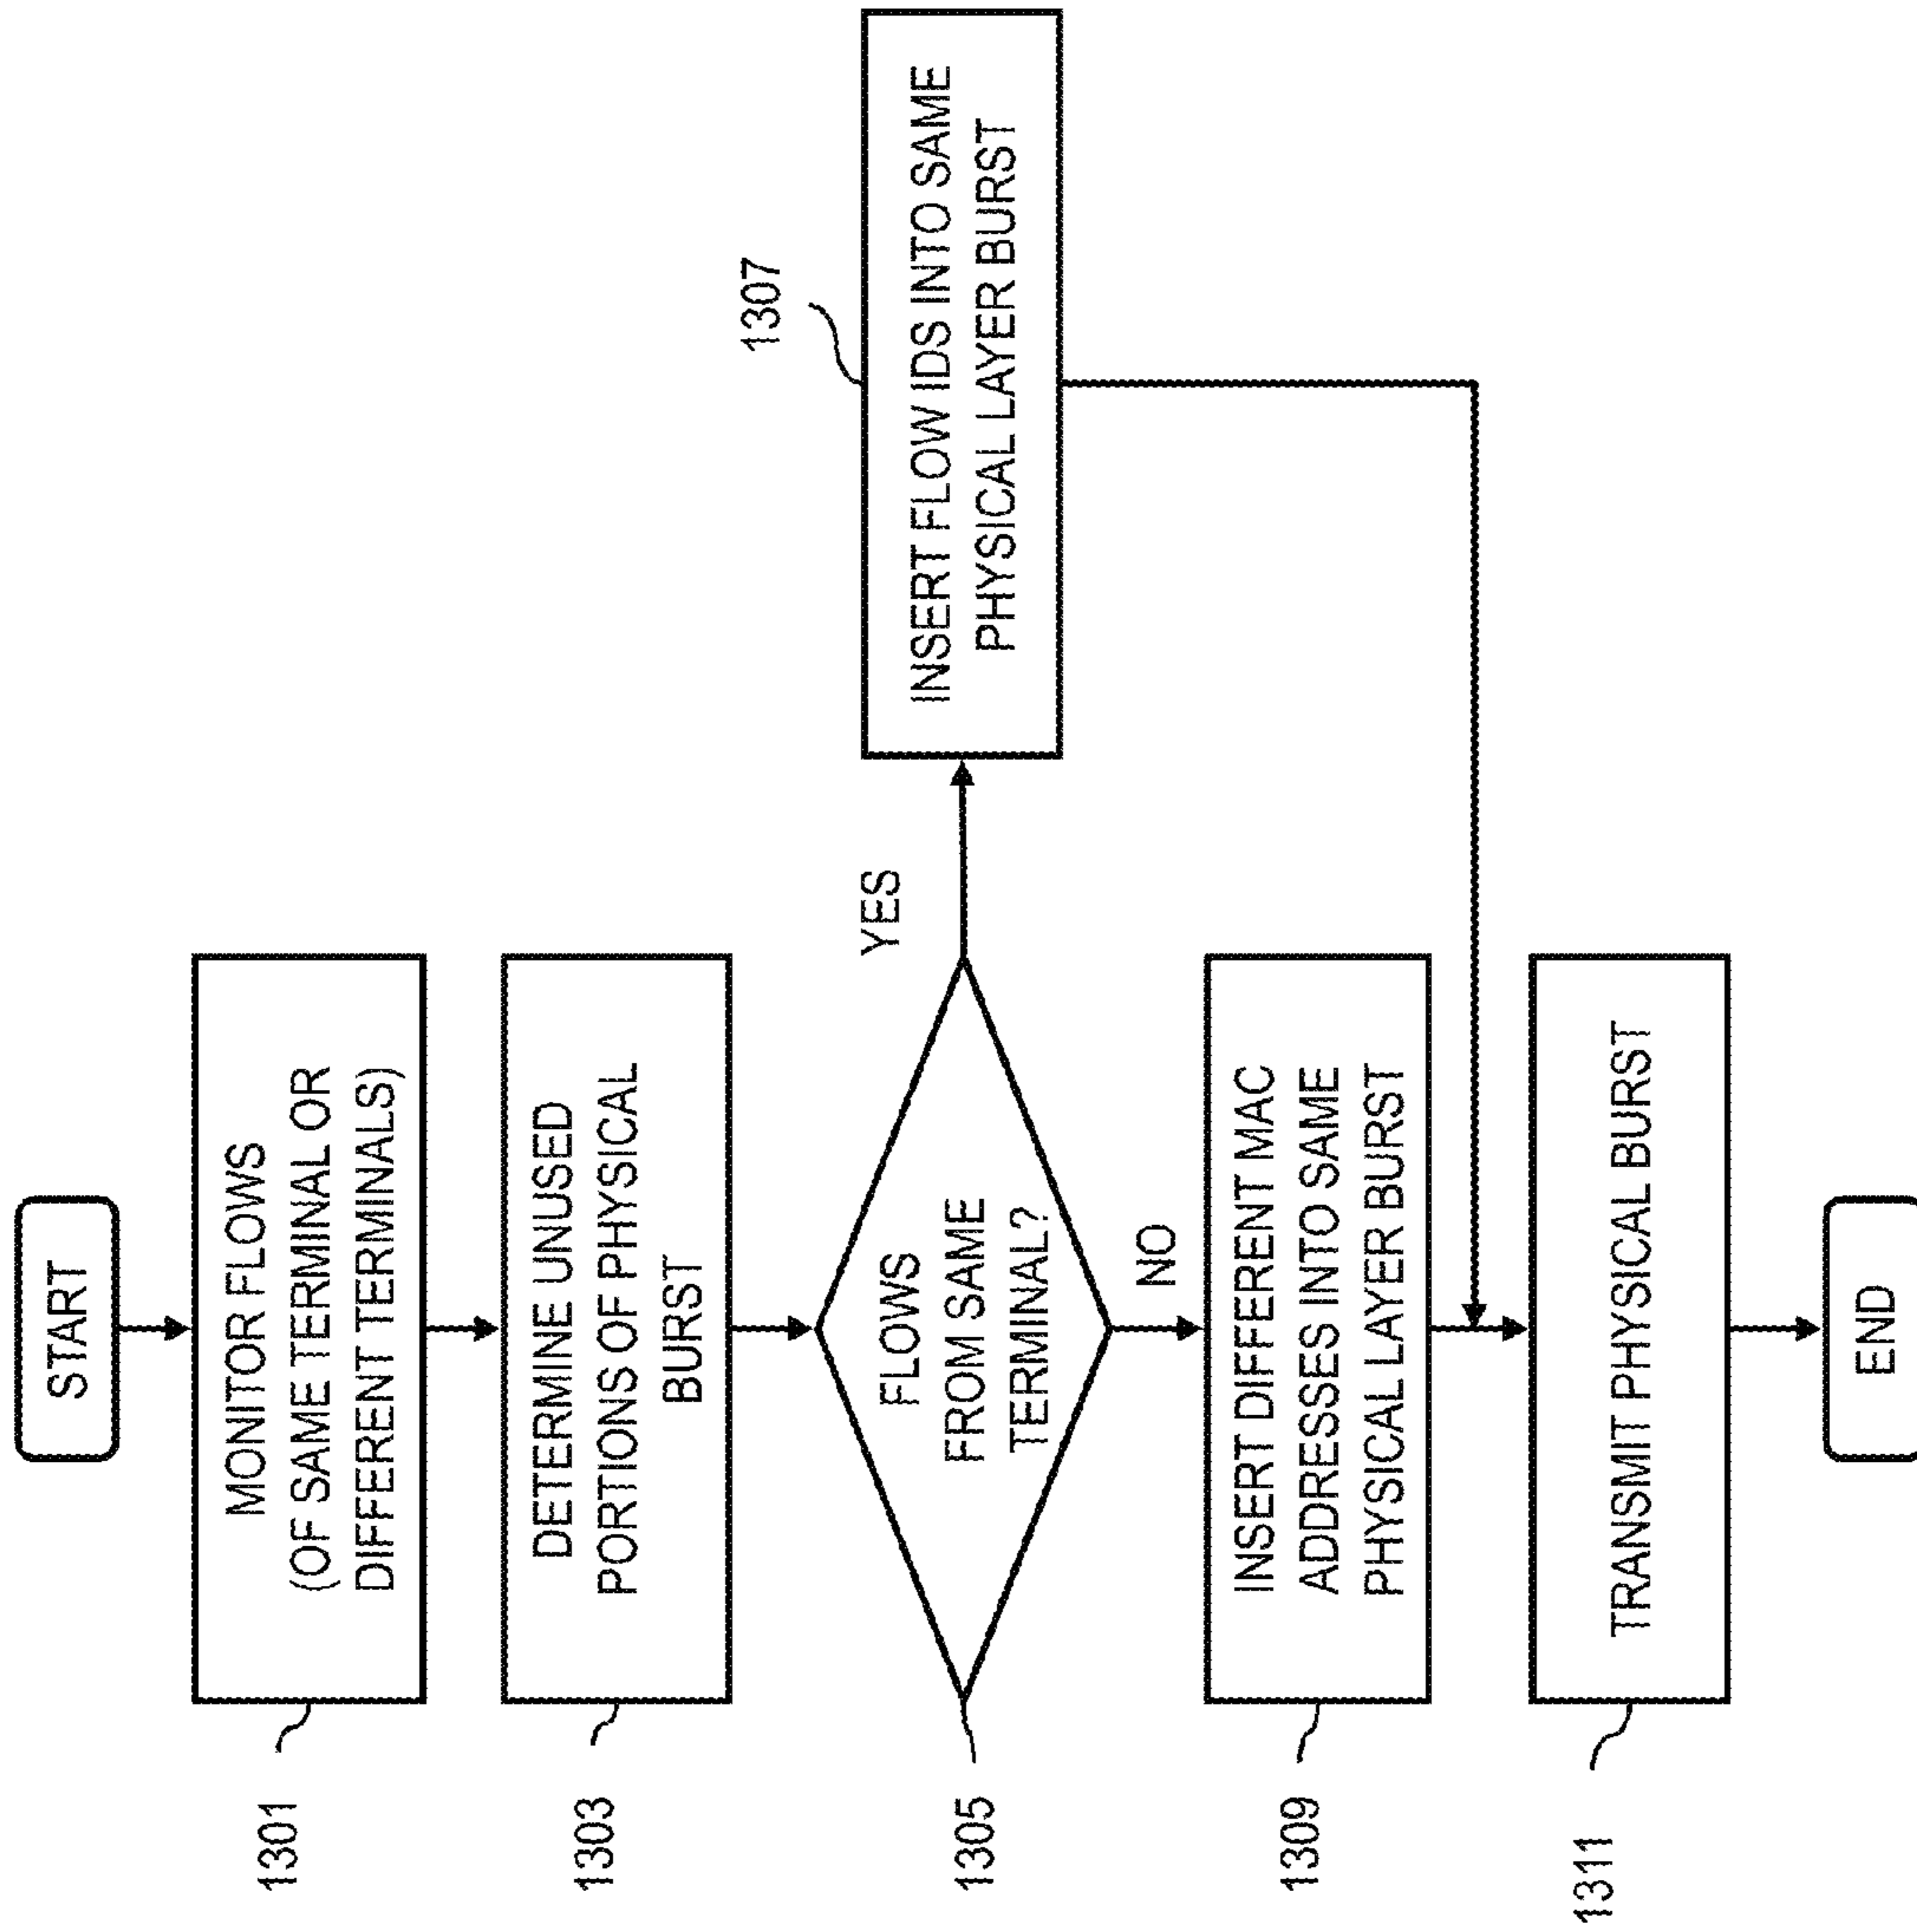 START
1301
MONITOR FLOWS
(OF SAME TERMINAL OR
DIFFERENT TERMINALS)
1303
DETERMINE UNUSED
PORTIONS OF PHYSICAL
BURST
1305
FLOWS
FROM SAME
TERMINAL?
YES
1307
INSERT FLOW IDS INTO SAME
PHYSICAL LAYER BURST
NO
1309
INSERT DIFFERENT MAC
ADDRESSES INTO SAME
PHYSICAL LAYER BURST
1311
TRANSMIT PHYSICAL BURST
END